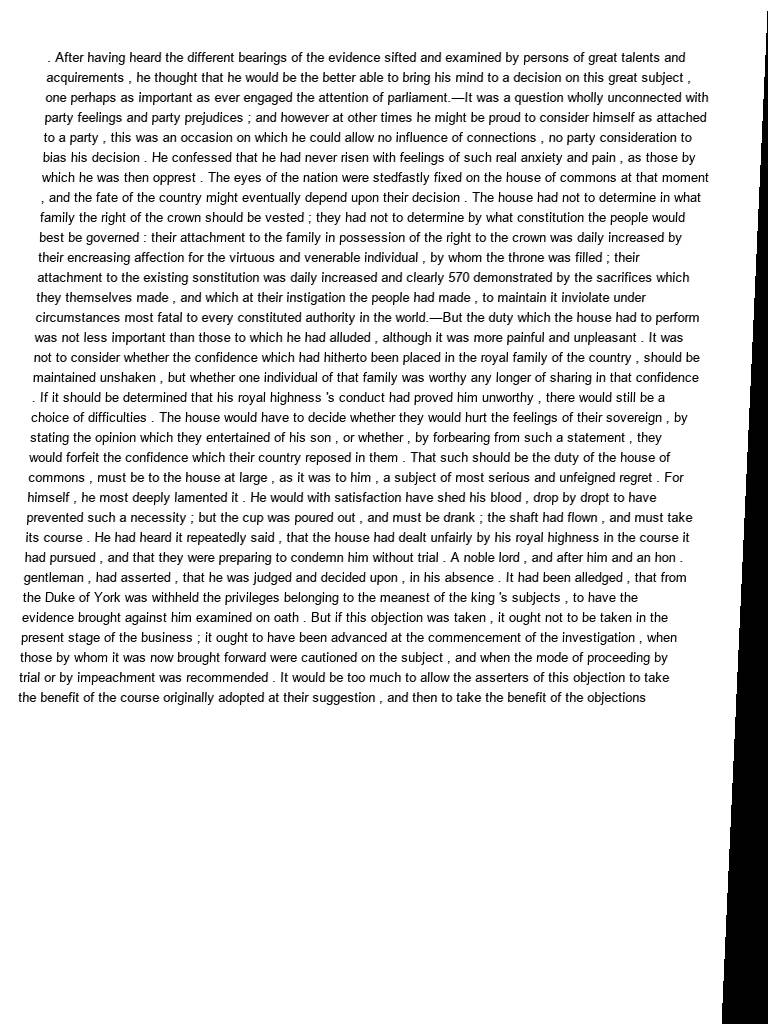 . After having heard the different bearings of the evidence sifted and examined by persons of great talents and
acquirements , he thought that he would be the better able to bring his mind to a decision on this great subject ,
one perhaps as important as ever engaged the attention of parliament.—It was a question wholly unconnected with
party feelings and party prejudices ; and however at other times he might be proud to consider himself as attached
to a party , this was an occasion on which he could allow no influence of connections , no party consideration to
bias his decision . He confessed that he had never risen with feelings of such real anxiety and pain , as those by
which he was then opprest . The eyes of the nation were stedfastly fixed on the house of commons at that moment
, and the fate of the country might eventually depend upon their decision . The house had not to determine in what
family the right of the crown should be vested ; they had not to determine by what constitution the people would
best be governed : their attachment to the family in possession of the right to the crown was daily increased by
their encreasing affection for the virtuous and venerable individual , by whom the throne was filled ; their
attachment to the existing sonstitution was daily increased and clearly 570 demonstrated by the sacrifices which
they themselves made , and which at their instigation the people had made , to maintain it inviolate under
circumstances most fatal to every constituted authority in the world.—But the duty which the house had to perform
was not less important than those to which he had alluded , although it was more painful and unpleasant . It was
not to consider whether the confidence which had hitherto been placed in the royal family of the country , should be
maintained unshaken , but whether one individual of that family was worthy any longer of sharing in that confidence
. If it should be determined that his royal highness 's conduct had proved him unworthy , there would still be a
choice of difficulties . The house would have to decide whether they would hurt the feelings of their sovereign , by
stating the opinion which they entertained of his son , or whether , by forbearing from such a statement , they
would forfeit the confidence which their country reposed in them . That such should be the duty of the house of
commons , must be to the house at large , as it was to him , a subject of most serious and unfeigned regret . For
himself , he most deeply lamented it . He would with satisfaction have shed his blood , drop by dropt to have
prevented such a necessity ; but the cup was poured out , and must be drank ; the shaft had flown , and must take
its course . He had heard it repeatedly said , that the house had dealt unfairly by his royal highness in the course it
had pursued , and that they were preparing to condemn him without trial . A noble lord , and after him and an hon .
gentleman , had asserted , that he was judged and decided upon , in his absence . It had been alledged , that from
the Duke of York was withheld the privileges belonging to the meanest of the king 's subjects , to have the
evidence brought against him examined on oath . But if this objection was taken , it ought not to be taken in the
present stage of the business ; it ought to have been advanced at the commencement of the investigation , when
those by whom it was now brought forward were cautioned on the subject , and when the mode of proceeding by
trial or by impeachment was recommended . It would be too much to allow the asserters of this objection to take
the benefit of the course originally adopted at their suggestion , and then to take the benefit of the objections